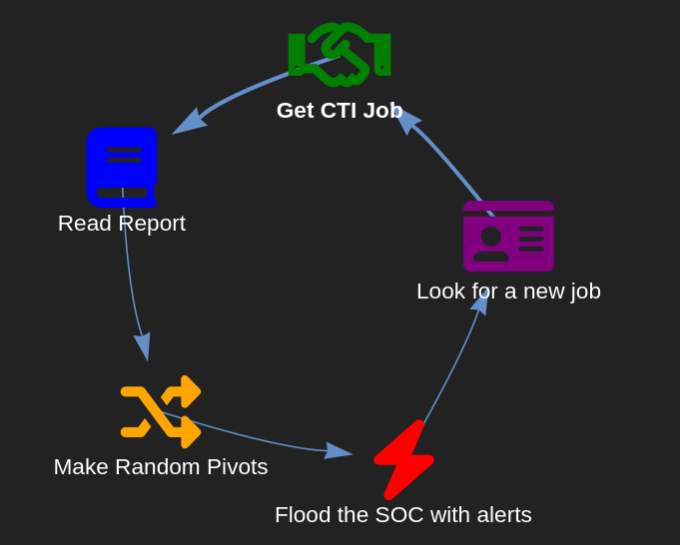 Get CTI Job
Read Report
Look for a new job
Make Random Pivots
Flood the SOC with alerts